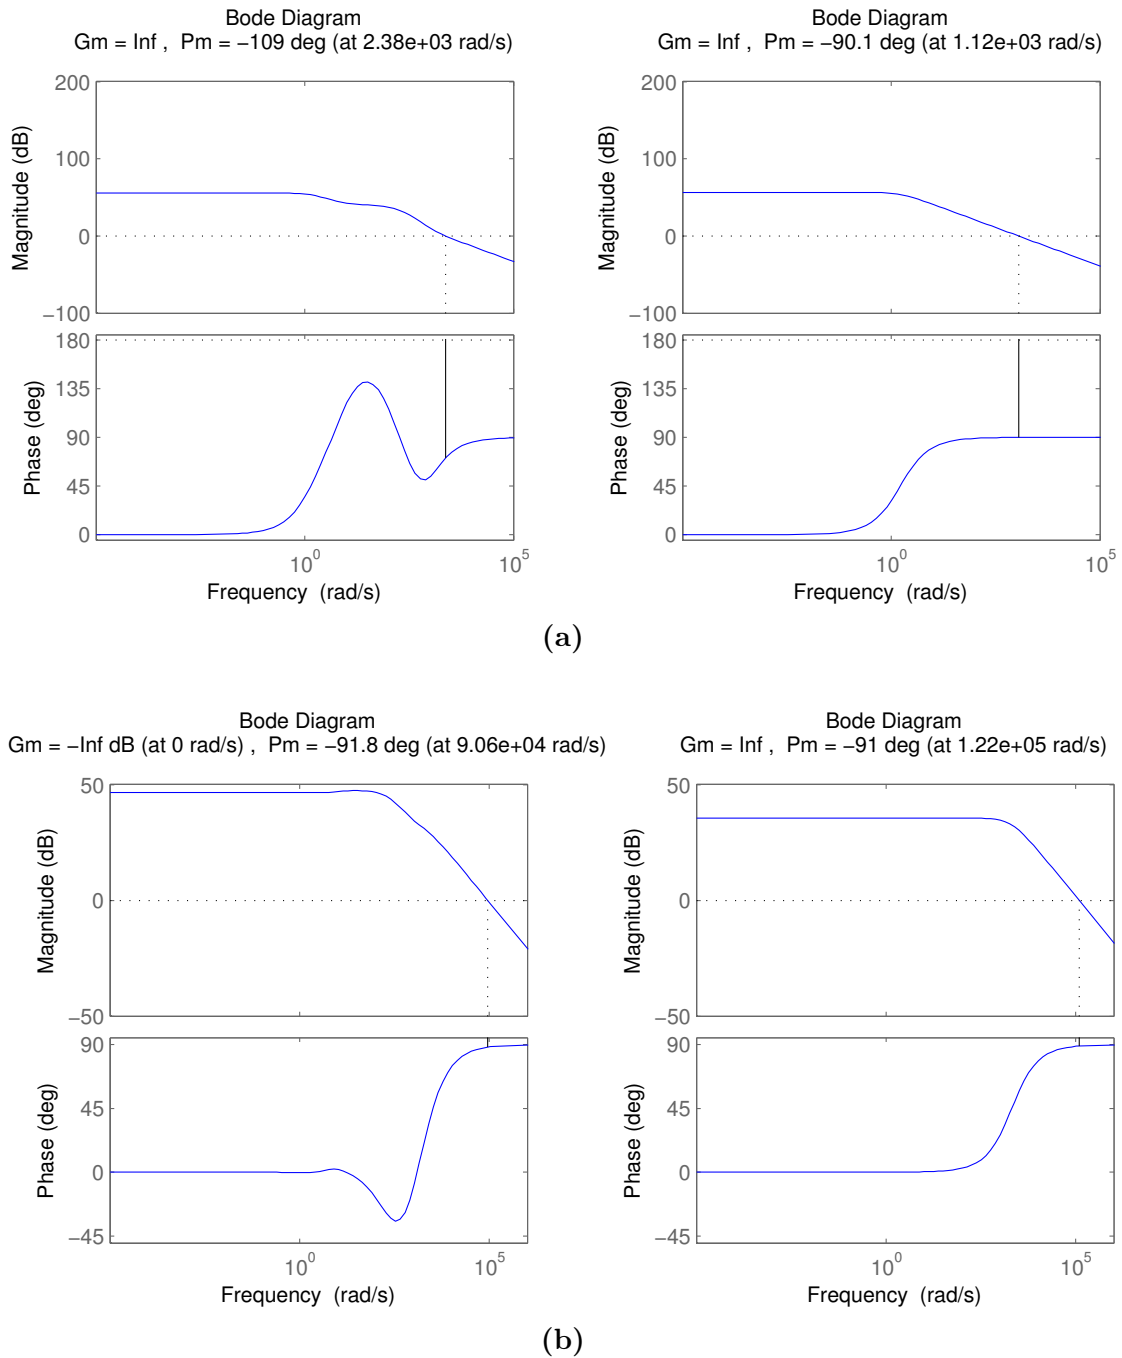 Bode Diagram
Gm = Inf , Pm = −109 deg (at 2.38e+03 rad/s)
200
100
0
−100
Magnitude (dB)
180
135
90
45
0
Phase (deg)
10^0
10^5
Frequency (rad/s)
Bode Diagram
Gm = Inf , Pm = −90.1 deg (at 1.12e+03 rad/s)
200
100
0
−100
Magnitude (dB)
180
135
90
45
0
Phase (deg)
10^0
10^5
Frequency (rad/s)
(a)
Bode Diagram
Gm = −Inf dB (at 0 rad/s) , Pm = −91.8 deg (at 9.06e+04 rad/s)
50
0
−50
Magnitude (dB)
90
45
0
−45
Phase (deg)
10^0
10^5
Frequency (rad/s)
Bode Diagram
Gm = Inf , Pm = −91 deg (at 1.22e+05 rad/s)
50
0
−50
Magnitude (dB)
90
45
0
−45
Phase (deg)
10^0
10^5
Frequency (rad/s)
(b)